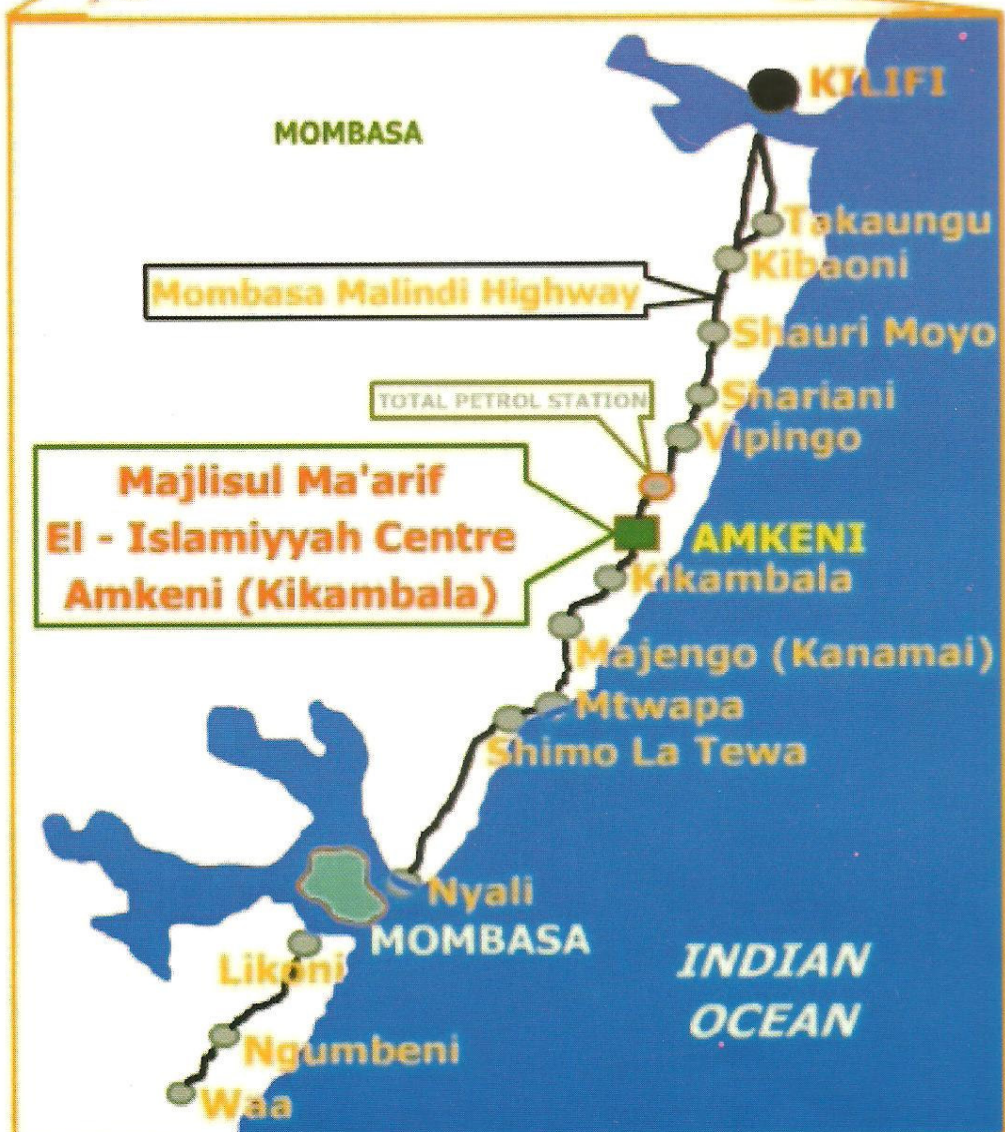 KILIFI
MOMBASA
Takaungu
Kibaoni
Mombasa Malindi Highway
Shauri Moyo
Shariani
TOTAL PETROL STATION
Vipingo
Majlisul Ma'arif
El - Islamiyyah Centre
Amkeni (Kikambala)
AMKENI
Kikambala
Majengo (Kanamai)
Mtwapa
Shimo La Tewa
Nyali
MOMBASA
Likoni
INDIAN
OCEAN
Ngumbeni
Waa